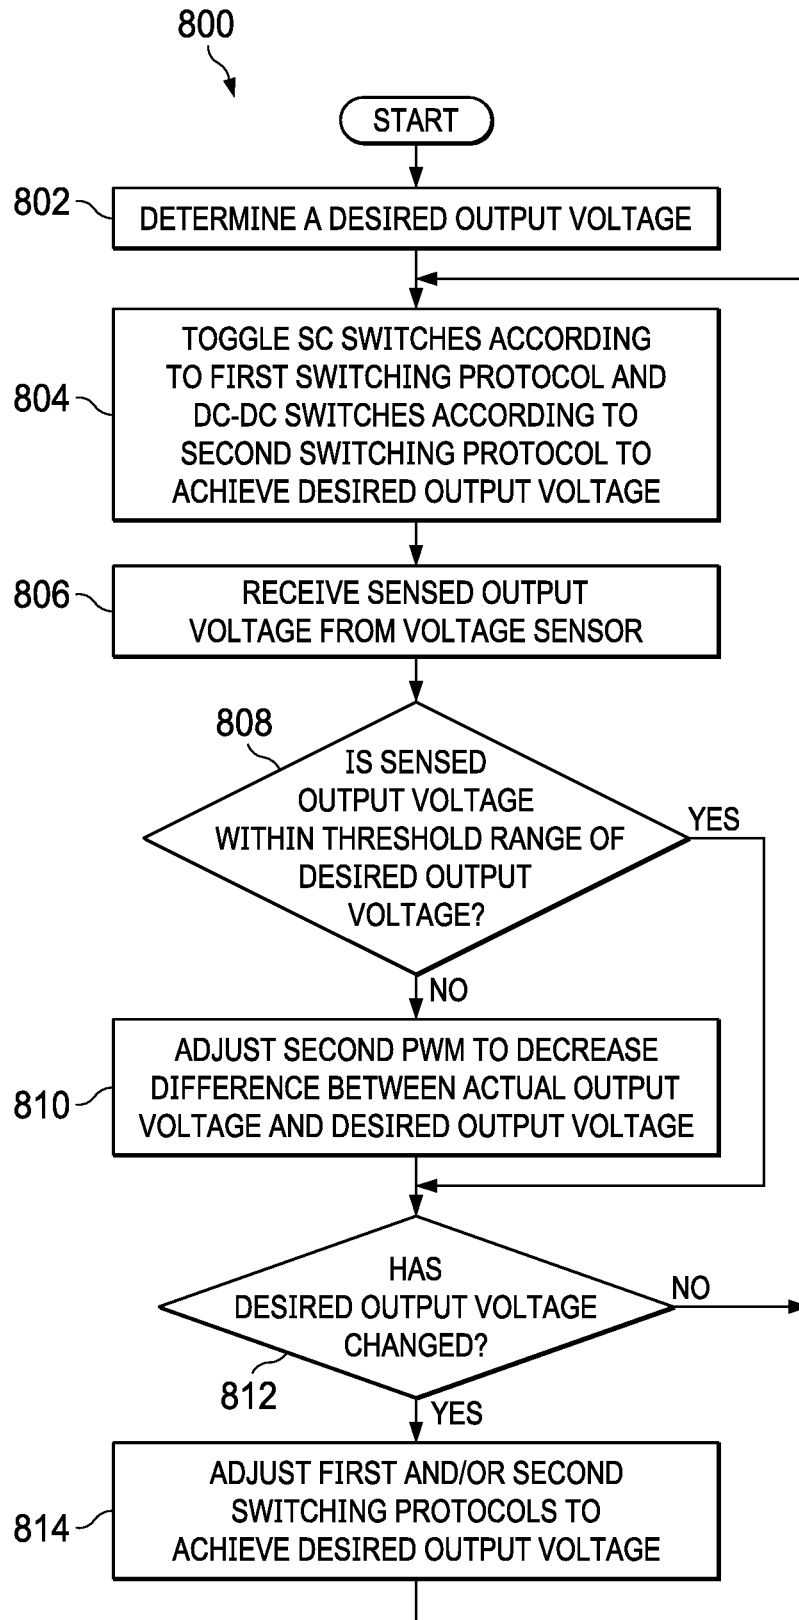 800
START
802
DETERMINE A DESIRED OUTPUT VOLTAGE
804
TOGGLE SC SWITCHES ACCORDING
TO FIRST SWITCHING PROTOCOL AND
DC-DC SWITCHES ACCORDING TO
SECOND SWITCHING PROTOCOL TO
ACHIEVE DESIRED OUTPUT VOLTAGE
806
RECEIVE SENSED OUTPUT
VOLTAGE FROM VOLTAGE SENSOR
808
IS SENSED
OUTPUT VOLTAGE
WITHIN THRESHOLD RANGE OF
DESIRED OUTPUT
VOLTAGE?
YES
NO
810
ADJUST SECOND PWM TO DECREASE
DIFFERENCE BETWEEN ACTUAL OUTPUT
VOLTAGE AND DESIRED OUTPUT VOLTAGE
HAS
DESIRED OUTPUT VOLTAGE
CHANGED?
NO
812
YES
814
ADJUST FIRST AND/OR SECOND
SWITCHING PROTOCOLS TO
ACHIEVE DESIRED OUTPUT VOLTAGE